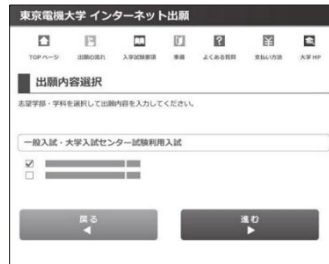 東京電機大学 インターネット出願
TOPページ 出願の流れ 入学試験要項 準備 よくある質問 支払い方法 大学HP
出願内容選択
志望学部・学科を選択して出願内容を入力してください。
一般入試・大学入試センター試験利用入試
戻る
進む